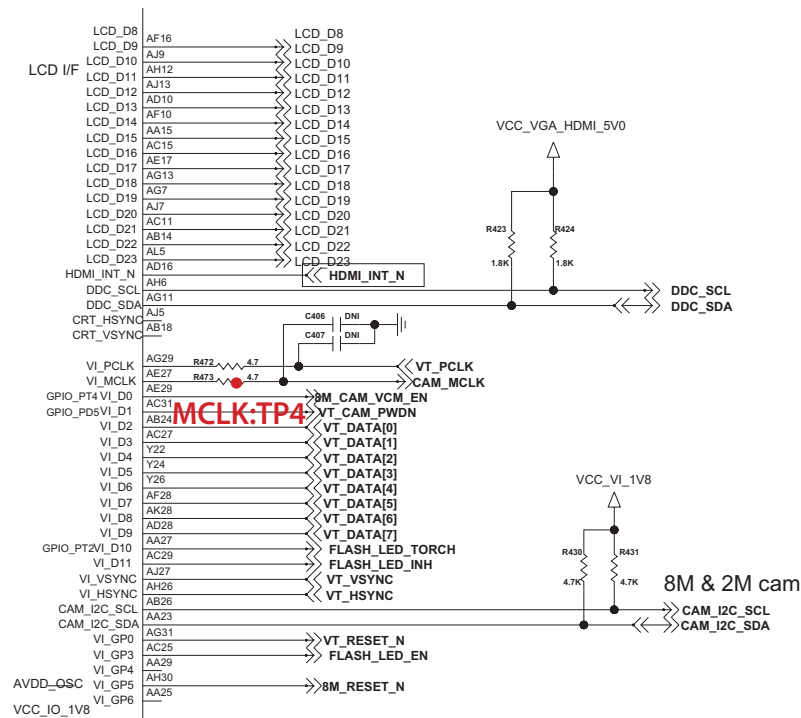 LCD_D8 LCD_D8
LCD_D9 AF16 LCD_D9
LCD I/F LCD_D10 AJ9 LCD_D10
LCD_D11 AH12 LCD_D11
LCD_D12 AJ13 LCD_D12
LCD_D13 AD10 LCD_D13
LCD_D14 AF10 LCD_D14
LCD_D15 AA15 LCD_D15
LCD_D16 AC15 LCD_D16
LCD_D17 AE17 LCD_D17
LCD_D18 AG13 LCD_D18
LCD_D19 AG7 LCD_D19
LCD_D20 AJ7 LCD_D20
LCD_D21 AC11 LCD_D21
LCD_D22 AB14 LCD_D22
LCD_D23 AL5 LCD_D23
VCC_VGA_HDMI_5V0
R423 R424
1.8K 1.8K
HDMI_INT_N AD16 HDMI_INT_N
DDC_SCL AH6 DDC_SCL
DDC_SDA AG11 DDC_SDA
CRT_HSYNC AJ5
CRT_VSYNC AB18
C406 DNI
C407 DNI
VI_PCLK AG29 R472 4.7 VT_PCLK
VI_MCLK AE27 R473 4.7 CAM_MCLK
GPIO_PT4 VI_D0 AE29 8M_CAM_VCM_EN
GPIO_PD5 VI_D1 AC31 VT_CAM_PWDN
MCLK:TP4
VI_D2 AB24 VT_DATA[0]
VI_D3 AC27 VT_DATA[1]
VI_D4 Y22 VT_DATA[2]
VI_D5 Y24 VT_DATA[3]
VI_D6 Y26 VT_DATA[4]
VI_D7 AF28 VT_DATA[5]
VI_D8 AK28 VT_DATA[6]
VI_D9 AD28 VT_DATA[7]
GPIO_PT2 VI_D10 AA27 FLASH_LED_TORCH
VI_D11 AC29 FLASH_LED_INH
VI_VSYNC AJ27 VT_VSYNC
VI_HSYNC AH26 VT_HSYNC
VCC_VI_1V8
R430 R431
4.7K 4.7K
8M & 2M cam
CAM_I2C_SCL AB26 CAM_I2C_SCL
CAM_I2C_SDA AA23 CAM_I2C_SDA
VI_GP0 AG31 VT_RESET_N
VI_GP3 AC25 FLASH_LED_EN
VI_GP4 AA29
AVDD_OSC VI_GP5 AH30 8M_RESET_N
VI_GP6 AA25
VCC_IO_1V8